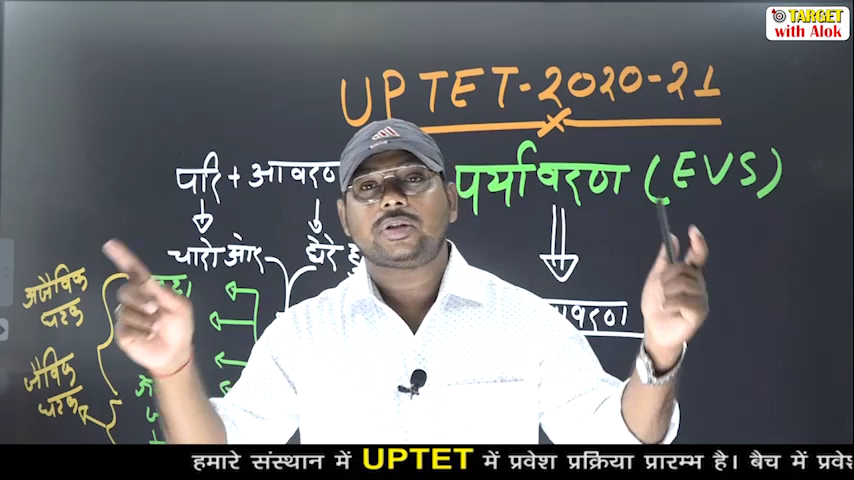 TARGET
with Alok
UPTET-2020-21
परि + आवरण
पर्यावरण (EVS)
चारो ओर
घेरे हु
अजैविक
घटक
जैविक
घटक
हमारे संस्थान में UPTET में प्रवेश प्रक्रिया प्रारम्भ है। बैच में प्रवेश